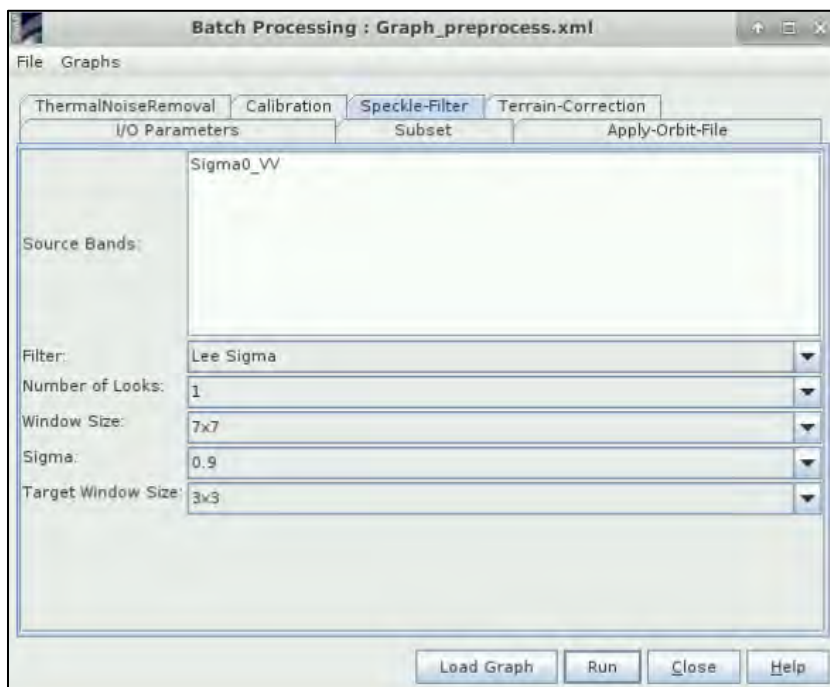 Batch Processing : Graph_preprocess.xml
File Graphs
ThermalNoiseRemoval Calibration Speckle-Filter Terrain-Correction
I/O Parameters Subset Apply-Orbit-File
Source Bands:
Sigma0_VV
Filter: Lee Sigma
Number of Looks: 1
Window Size: 7x7
Sigma: 0.9
Target Window Size: 3x3
Load Graph Run Close Help